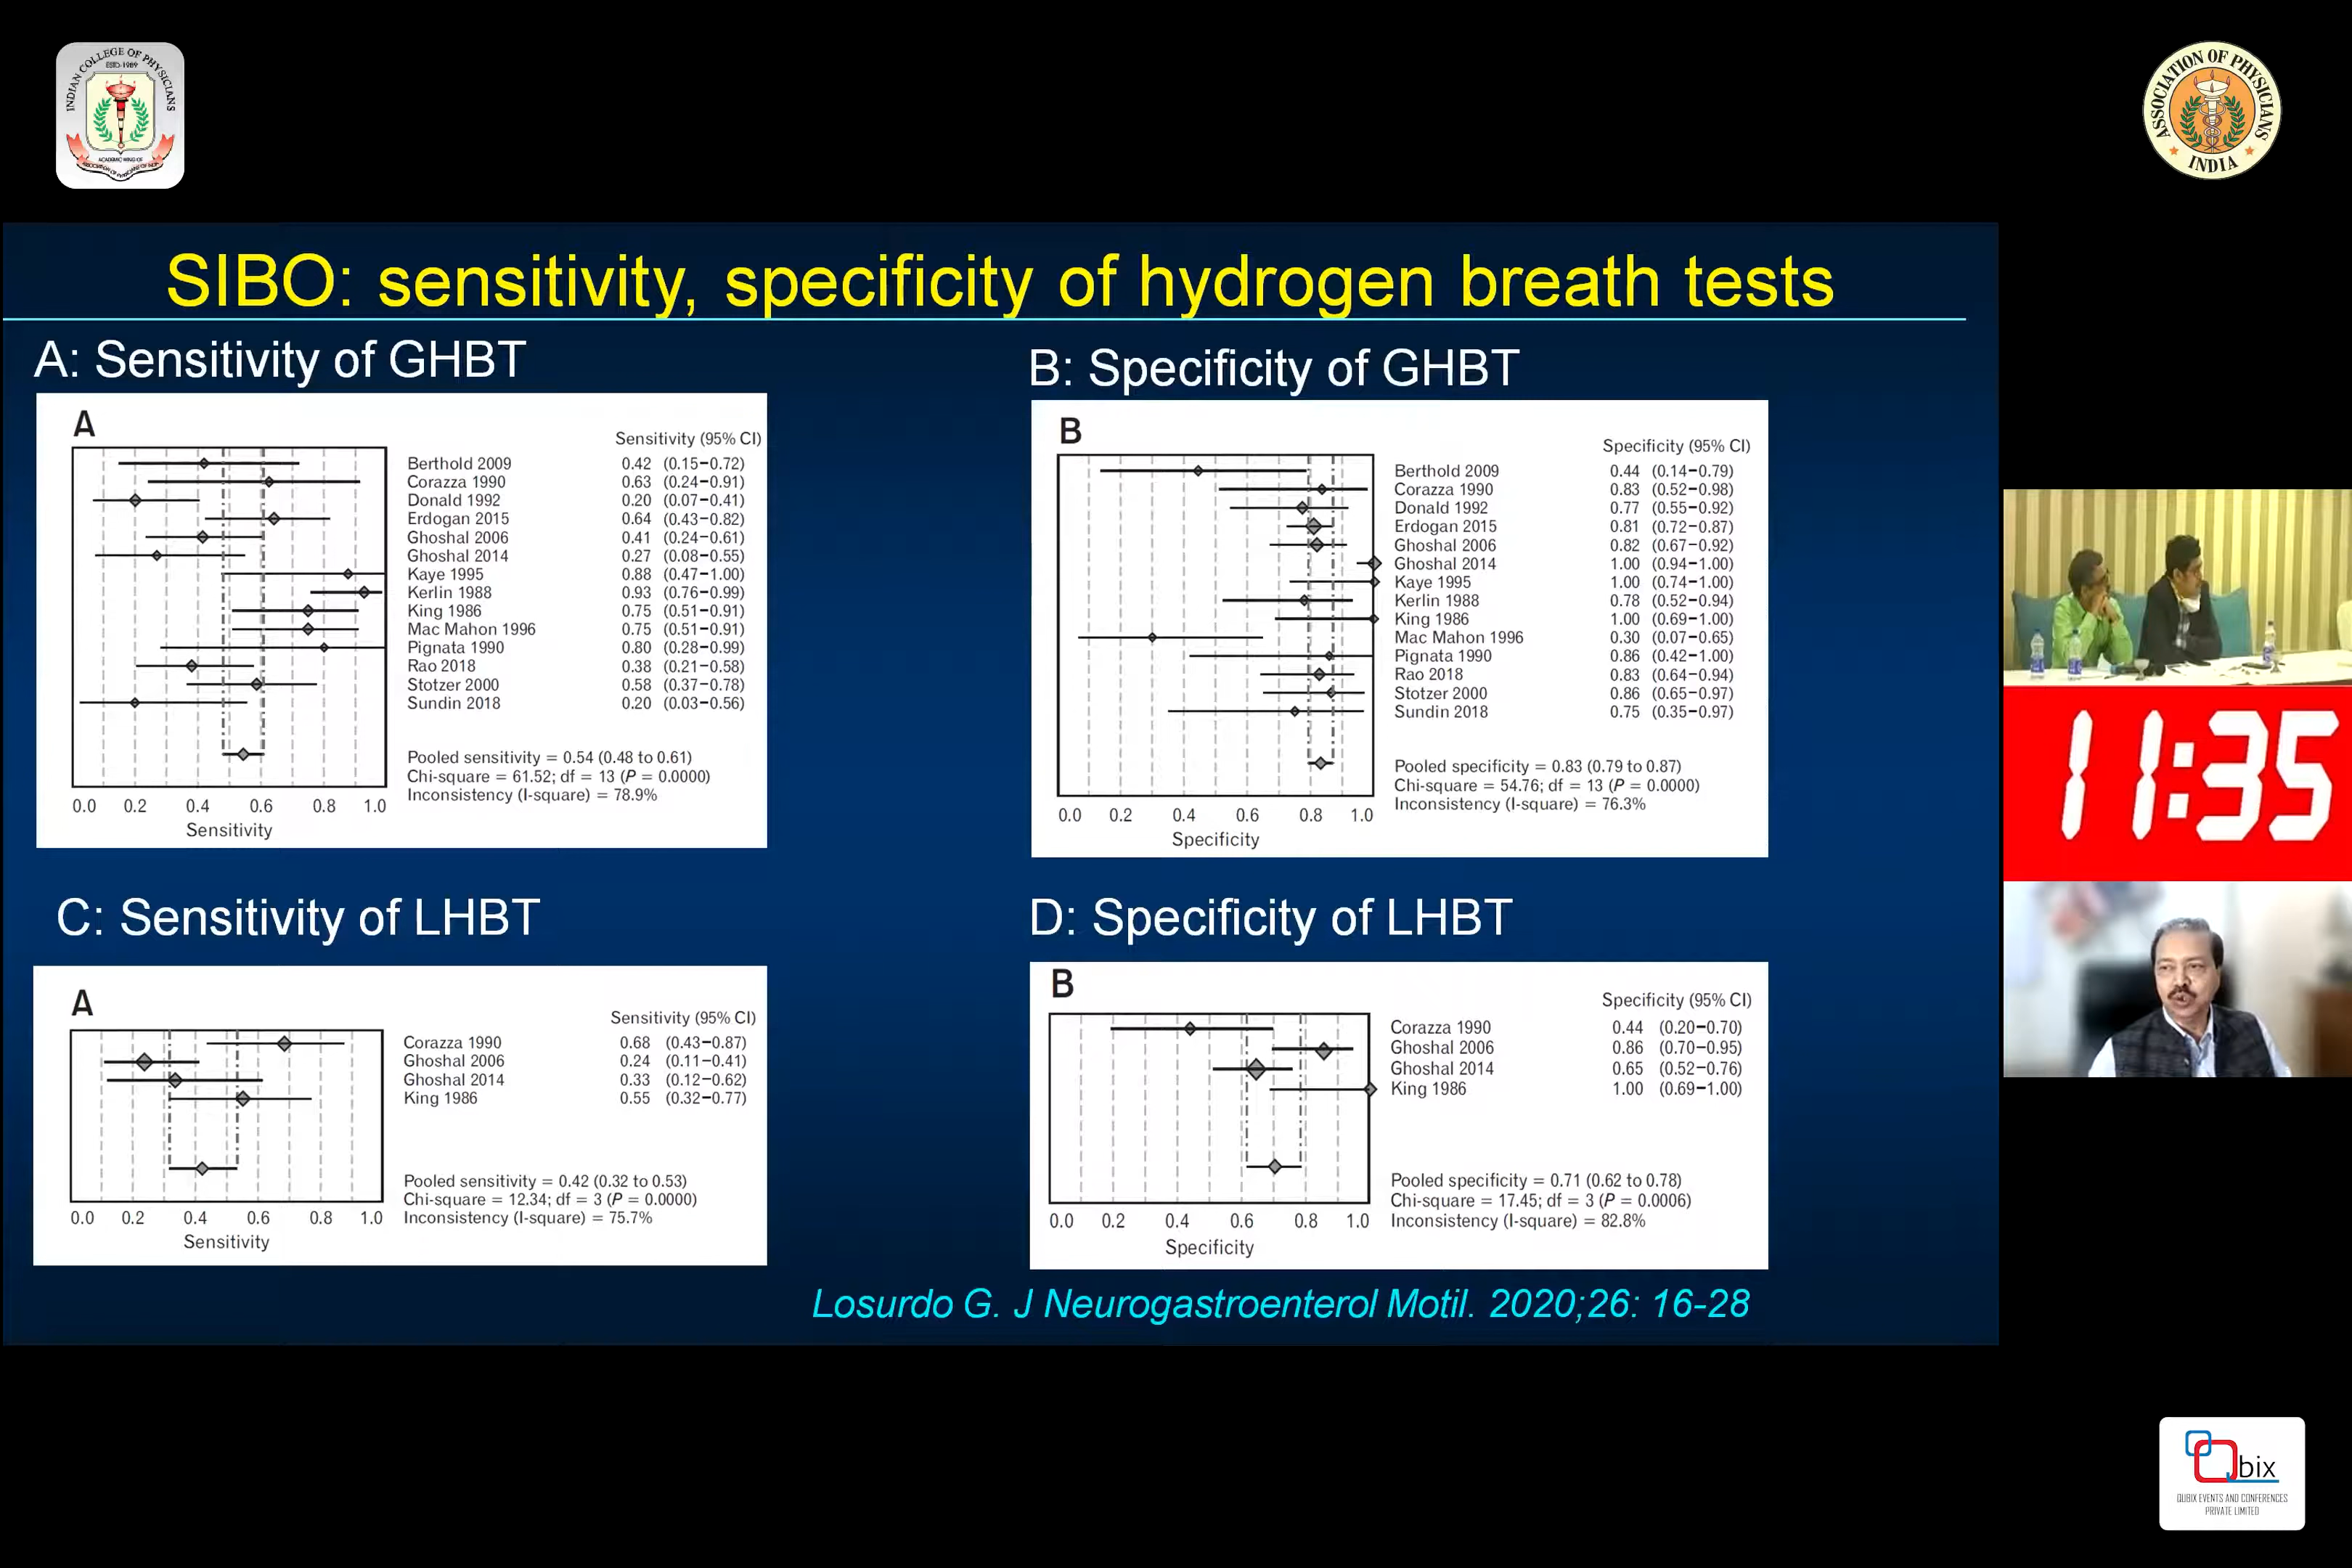 INDIAN COLLEGE OF PHYSICIANS
ESTD-1989
ACADEMIC WING OF
ASSOCIATION OF PHYSICIANS OF INDIA
ASSOCIATION OF PHYSICIANS
INDIA
SIBO: sensitivity, specificity of hydrogen breath tests
A: Sensitivity of GHBT
A
Sensitivity (95% CI)
Berthold 2009 0.42 (0.15–0.72)
Corazza 1990 0.63 (0.24–0.91)
Donald 1992 0.20 (0.07–0.41)
Erdogan 2015 0.64 (0.43–0.82)
Ghoshal 2006 0.41 (0.24–0.61)
Ghoshal 2014 0.27 (0.08–0.55)
Kaye 1995 0.88 (0.47–1.00)
Kerlin 1988 0.93 (0.76–0.99)
King 1986 0.75 (0.51–0.91)
Mac Mahon 1996 0.75 (0.51–0.91)
Pignata 1990 0.80 (0.28–0.99)
Rao 2018 0.38 (0.21–0.58)
Stotzer 2000 0.58 (0.37–0.78)
Sundin 2018 0.20 (0.03–0.56)
Pooled sensitivity = 0.54 (0.48 to 0.61)
Chi-square = 61.52; df = 13 (P = 0.0000)
Inconsistency (I-square) = 78.9%
0.0 0.2 0.4 0.6 0.8 1.0
Sensitivity
B: Specificity of GHBT
B
Specificity (95% CI)
Berthold 2009 0.44 (0.14–0.79)
Corazza 1990 0.83 (0.52–0.98)
Donald 1992 0.77 (0.55–0.92)
Erdogan 2015 0.81 (0.72–0.87)
Ghoshal 2006 0.82 (0.67–0.92)
Ghoshal 2014 1.00 (0.94–1.00)
Kaye 1995 1.00 (0.74–1.00)
Kerlin 1988 0.78 (0.52–0.94)
King 1986 1.00 (0.69–1.00)
Mac Mahon 1996 0.30 (0.07–0.65)
Pignata 1990 0.86 (0.42–1.00)
Rao 2018 0.83 (0.64–0.94)
Stotzer 2000 0.86 (0.65–0.97)
Sundin 2018 0.75 (0.35–0.97)
Pooled specificity = 0.83 (0.79 to 0.87)
Chi-square = 54.76; df = 13 (P = 0.0000)
Inconsistency (I-square) = 76.3%
0.0 0.2 0.4 0.6 0.8 1.0
Specificity
C: Sensitivity of LHBT
A
Sensitivity (95% CI)
Corazza 1990 0.68 (0.43–0.87)
Ghoshal 2006 0.24 (0.11–0.41)
Ghoshal 2014 0.33 (0.12–0.62)
King 1986 0.55 (0.32–0.77)
Pooled sensitivity = 0.42 (0.32 to 0.53)
Chi-square = 12.34; df = 3 (P = 0.0000)
Inconsistency (I-square) = 75.7%
0.0 0.2 0.4 0.6 0.8 1.0
Sensitivity
D: Specificity of LHBT
B
Specificity (95% CI)
Corazza 1990 0.44 (0.20–0.70)
Ghoshal 2006 0.86 (0.70–0.95)
Ghoshal 2014 0.65 (0.52–0.76)
King 1986 1.00 (0.69–1.00)
Pooled specificity = 0.71 (0.62 to 0.78)
Chi-square = 17.45; df = 3 (P = 0.0006)
Inconsistency (I-square) = 82.8%
0.0 0.2 0.4 0.6 0.8 1.0
Specificity
Losurdo G. J Neurogastroenterol Motil. 2020;26: 16-28
11:35
Qbix
QUBIX EVENTS AND CONFERENCES
PRIVATE LIMITED